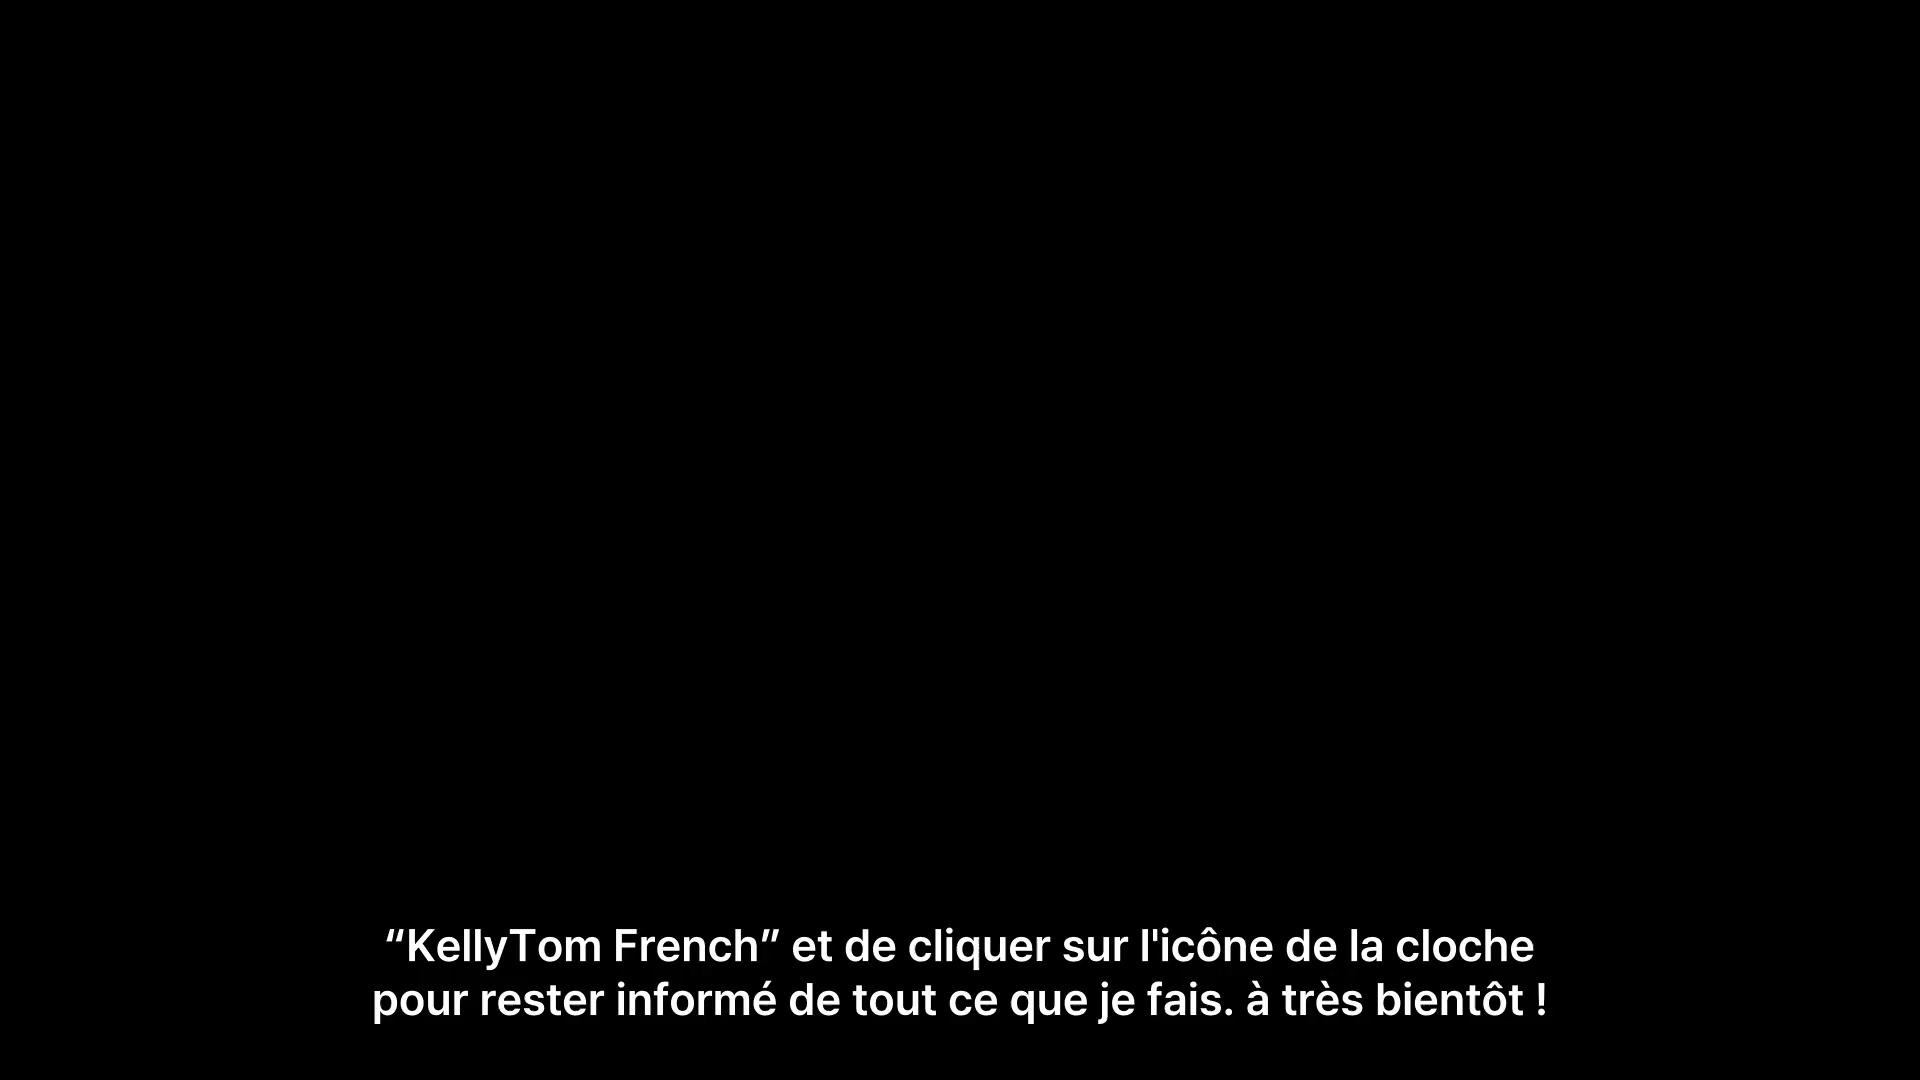 “KellyTom French” et de cliquer sur l'icône de la cloche
pour rester informé de tout ce que je fais. à très bientôt !